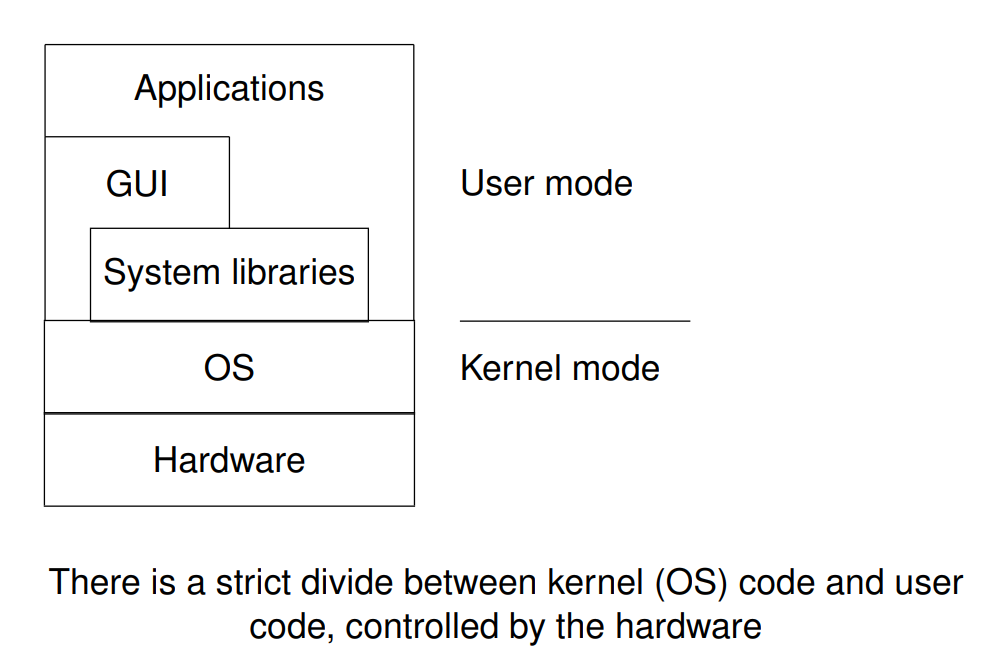 Applications
GUI
User mode
System libraries
OS
Kernel mode
Hardware
There is a strict divide between kernel (OS) code and user
code, controlled by the hardware